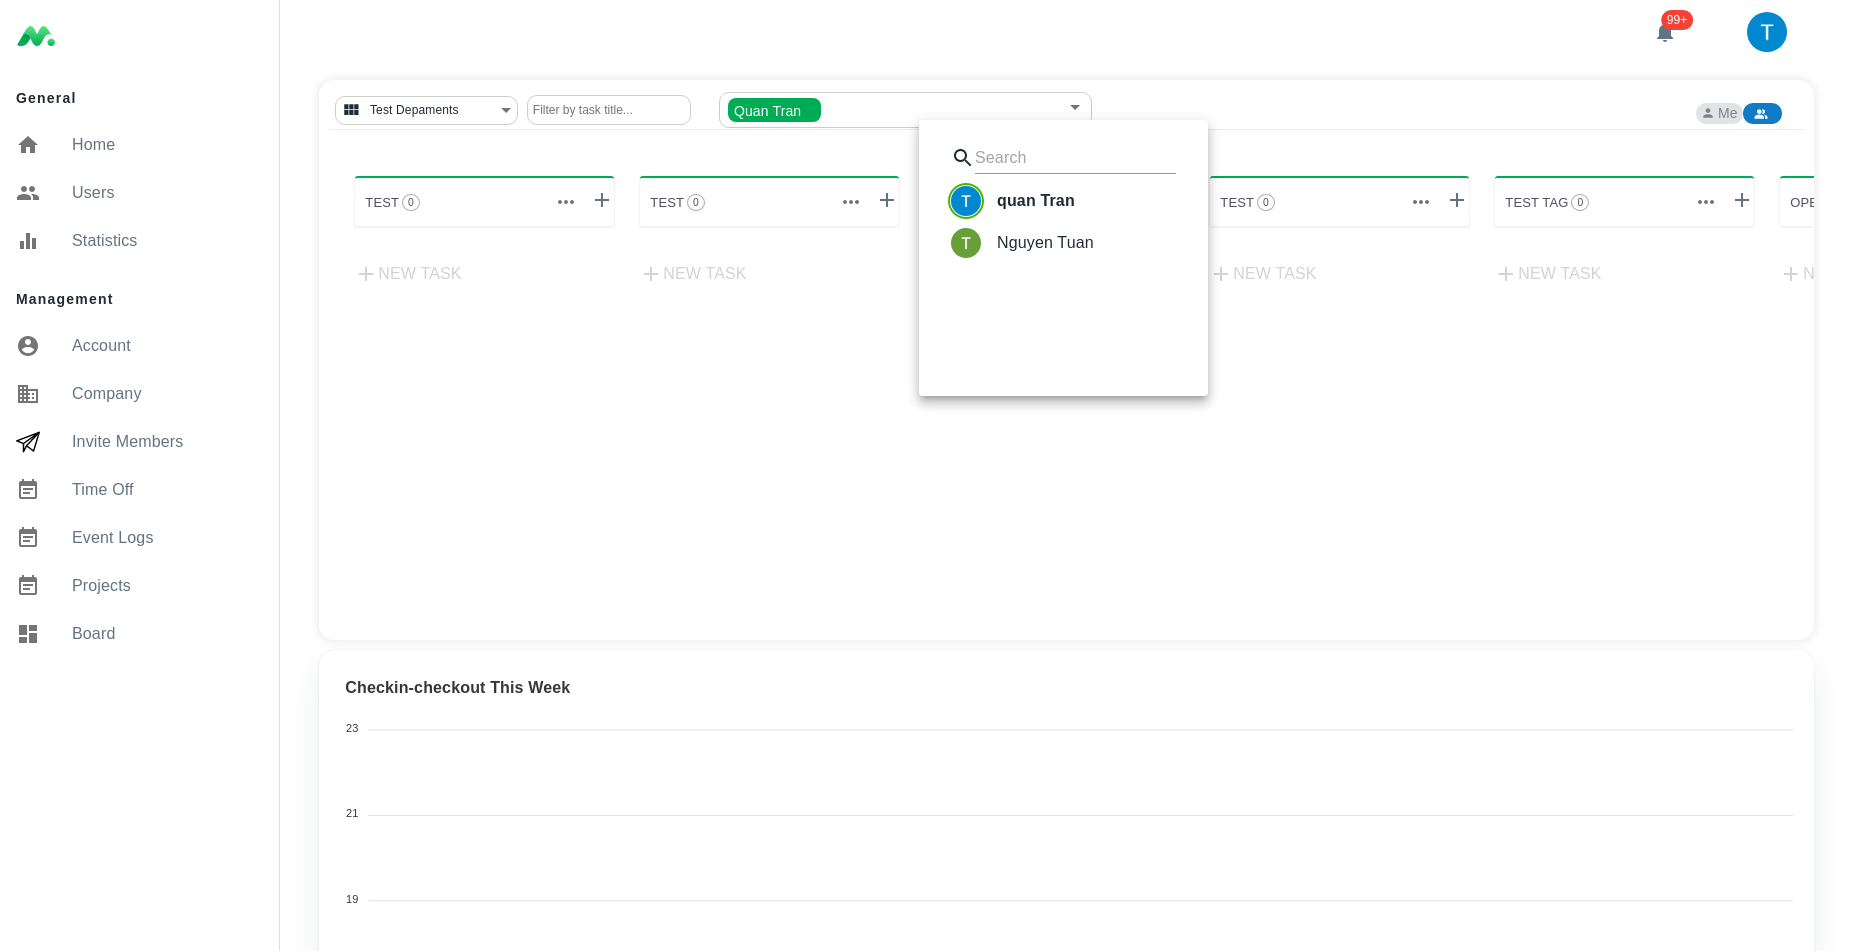 99+
T
General
Home
Users
Statistics
Management
Account
Company
Invite Members
Time Off
Event Logs
Projects
Board
Test Depaments
Filter by task title...
Quan Tran
Me
Search
T quan Tran
T Nguyen Tuan
TEST 0
NEW TASK
TEST 0
NEW TASK
TEST 0
NEW TASK
TEST TAG 0
NEW TASK
OPE
N
Checkin-checkout This Week
23
21
19